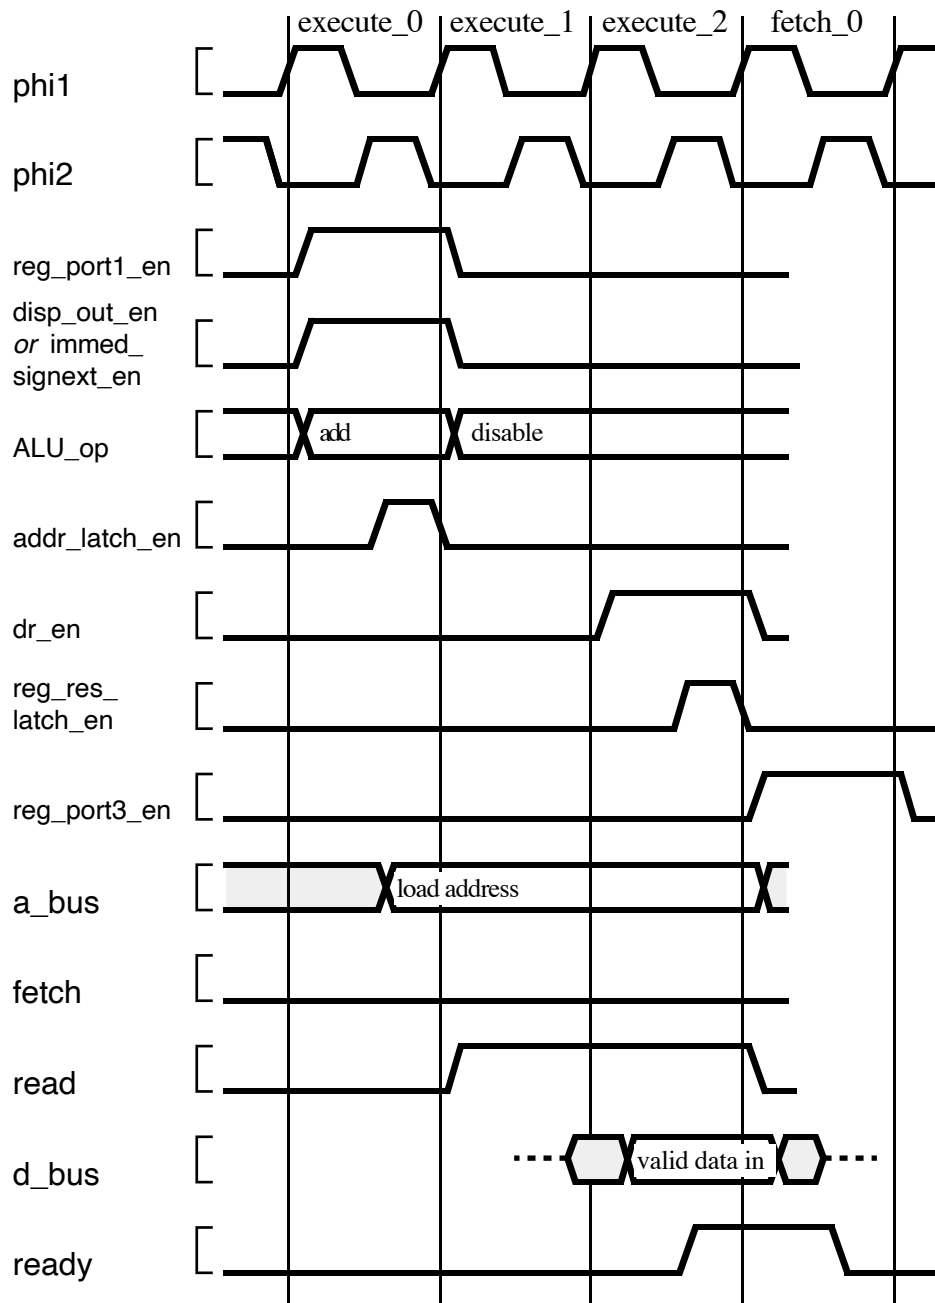 execute_0 execute_1 execute_2 fetch_0
phi1
phi2
reg_port1_en
disp_out_en
or immed_
signext_en
ALU_op add disable
addr_latch_en
dr_en
reg_res_
latch_en
reg_port3_en
a_bus load address
fetch
read
d_bus valid data in
ready